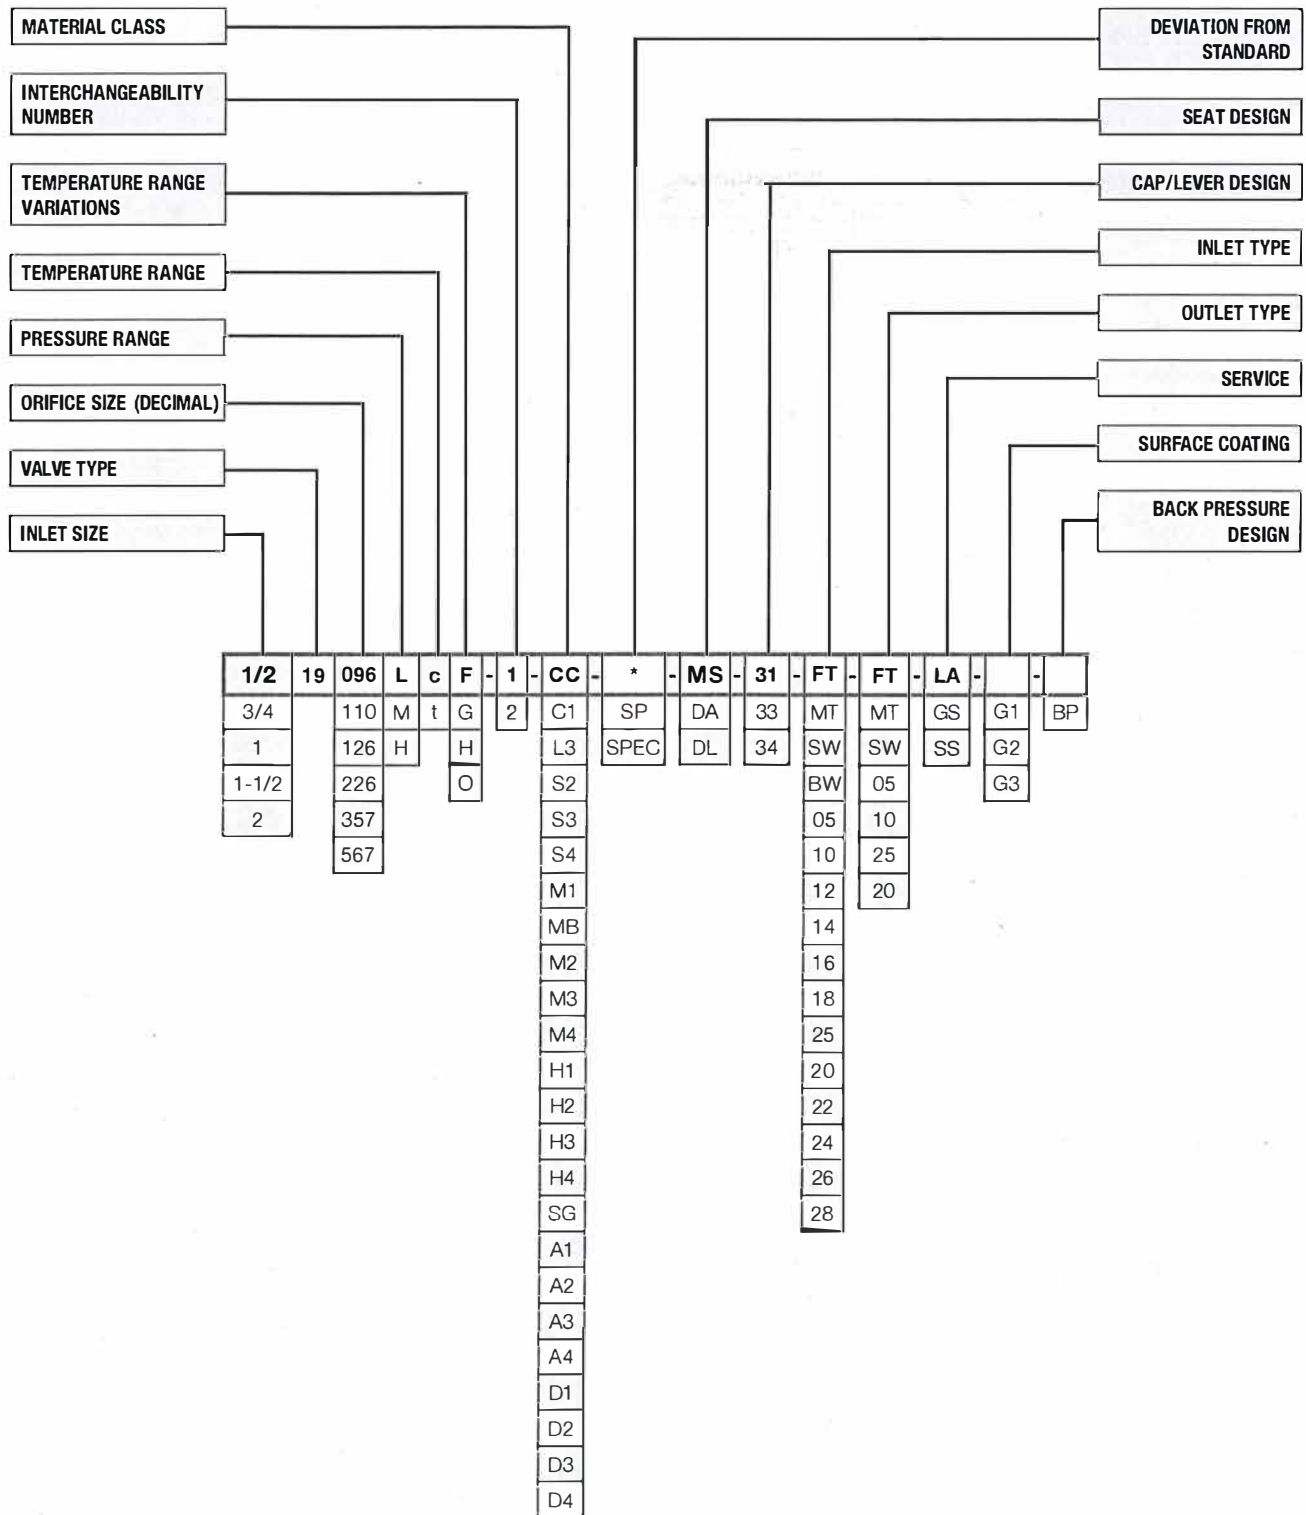 MATERIAL CLASS
INTERCHANGEABILITY
NUMBER
TEMPERATURE RANGE
VARIATIONS
TEMPERATURE RANGE
PRESSURE RANGE
ORIFICE SIZE (DECIMAL)
VALVE TYPE
INLET SIZE
DEVIATION FROM
STANDARD
SEAT DESIGN
CAP/LEVER DESIGN
INLET TYPE
OUTLET TYPE
SERVICE
SURFACE COATING
BACK PRESSURE
DESIGN
1/2 19 096 L c F - 1 - CC - * - MS - 31 - FT - FT - LA - -
3/4 110 M t G 2 C1 SP DA 33 MT MT GS G1 BP
1 126 H H L3 SPEC DL 34 SW SW SS G2
1-1/2 226 O S2 BW 05 G3
2 357 S3 05 10
567 S4 10 25
M1 12 20
MB 14
M2 16
M3 18
M4 25
H1 20
H2 22
H3 24
H4 26
SG 28
A1
A2
A3
A4
D1
D2
D3
D4